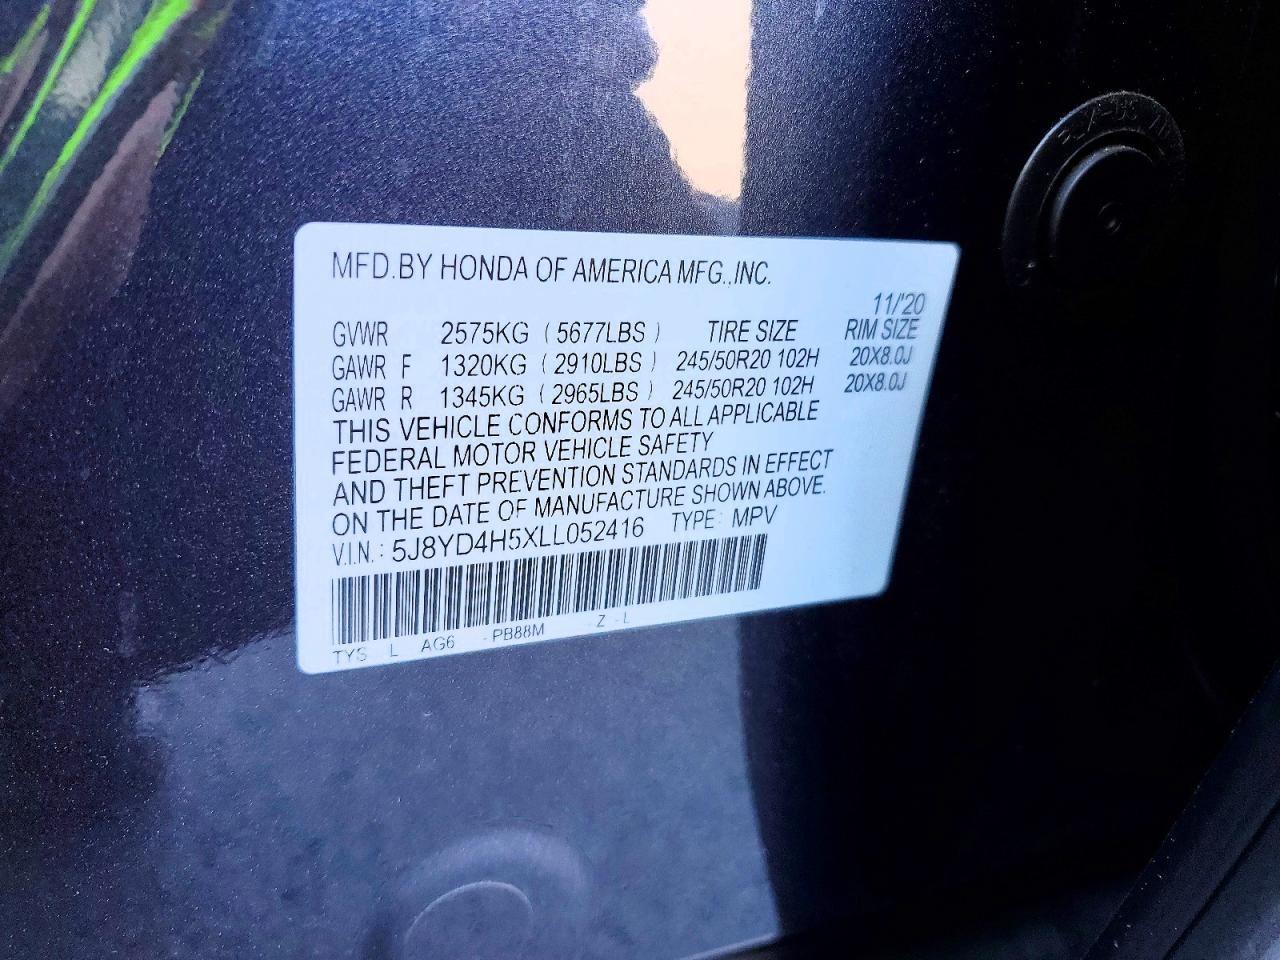 MFD.BY HONDA OF AMERICA MFG.,INC.
11/'20
GVWR 2575KG ( 5677LBS ) TIRE SIZE RIM SIZE
GAWR F 1320KG ( 2910LBS ) 245/50R20 102H 20X8.0J
GAWR R 1345KG ( 2965LBS ) 245/50R20 102H 20X8.0J
THIS VEHICLE CONFORMS TO ALL APPLICABLE
FEDERAL MOTOR VEHICLE SAFETY
AND THEFT PREVENTION STANDARDS IN EFFECT
ON THE DATE OF MANUFACTURE SHOWN ABOVE.
V.I.N.: 5J8YD4H5XLL052416 TYPE: MPV
TYS L AG6 -PB88M -Z -L